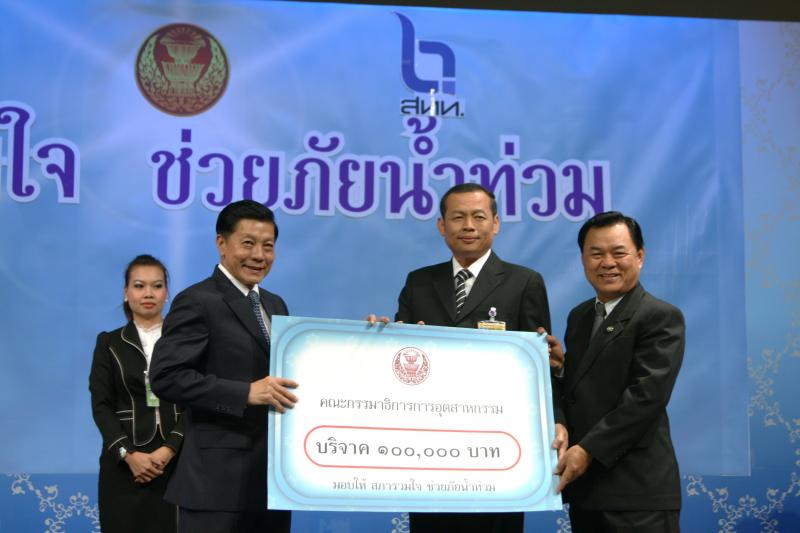 สทท.
ใจ ช่วยภัยน้ำท่วม
คณะกรรมาธิการการอุตสาหกรรม
บริจาค ๑๐๐,๐๐๐ บาท
มอบให้ สภารวมใจ ช่วยภัยน้ำท่วม